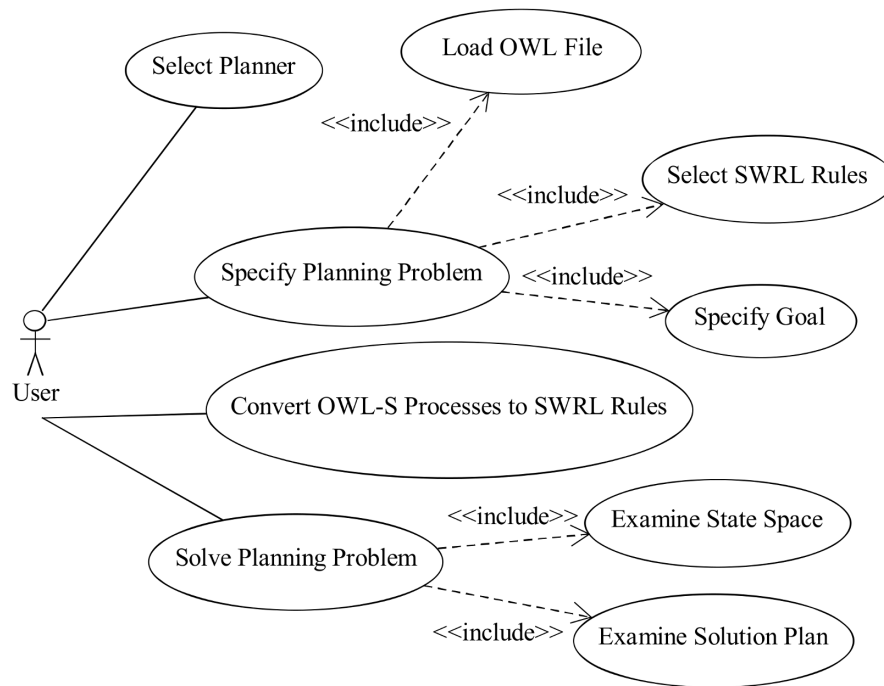 Load OWL File
Select Planner
<<include>>
Select SWRL Rules
<<include>>
Specify Planning Problem
<<include>>
Specify Goal
User
Convert OWL-S Processes to SWRL Rules
<<include>>
Examine State Space
Solve Planning Problem
<<include>>
Examine Solution Plan